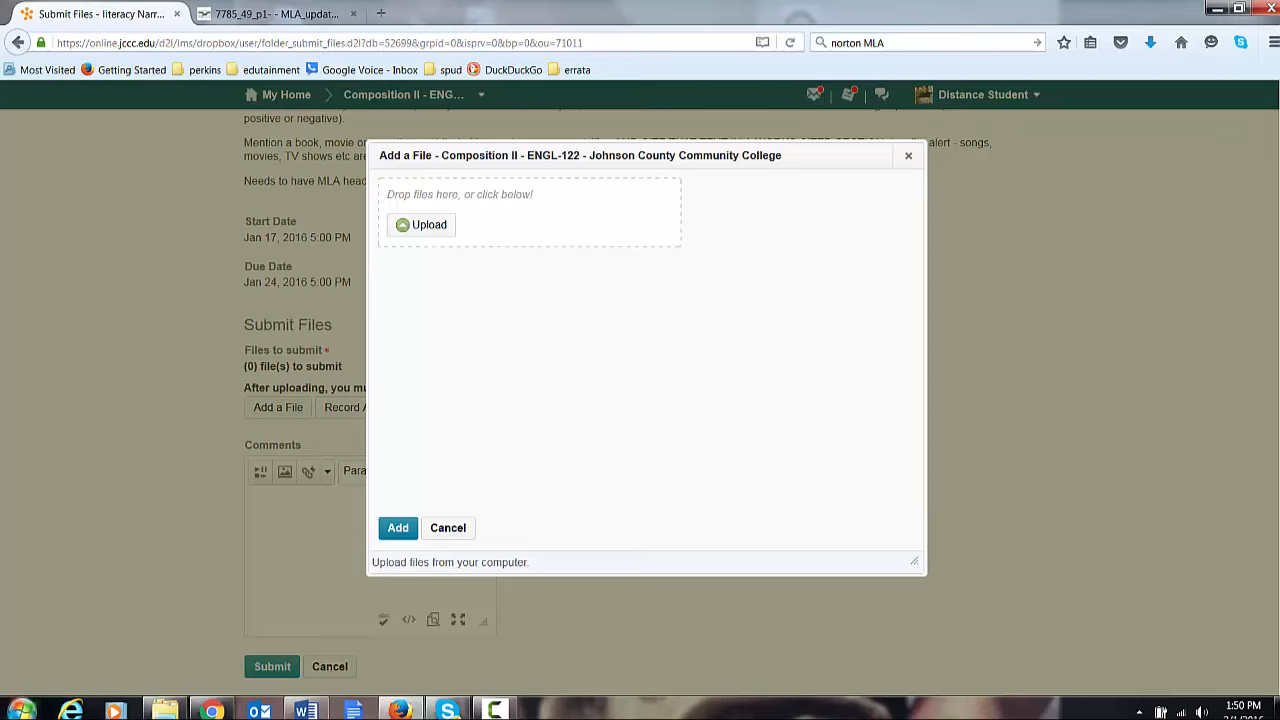 Submit Files - literacy Narr...
7785_49_p1- - MLA_updat...
https://online.jccc.edu/d2l/lms/dropbox/user/folder_submit_files.d2l?db=52699&grpid=0&isprv=0&bp=0&ou=71011
norton MLA
Most Visited Getting Started perkins edutainment Google Voice - Inbox spud DuckDuckGo errata
My Home Composition II - ENG... Distance Student
positive or negative).
Mention a book, movie or alert - songs,
movies, TV shows etc are
Needs to have MLA head
Start Date
Jan 17, 2016 5:00 PM
Due Date
Jan 24, 2016 5:00 PM
Submit Files
Files to submit *
(0) file(s) to submit
After uploading, you mu
Add a File Record A
Comments
Para
Submit Cancel
Add a File - Composition II - ENGL-122 - Johnson County Community College
Drop files here, or click below!
Upload
Add Cancel
Upload files from your computer.
1:50 PM